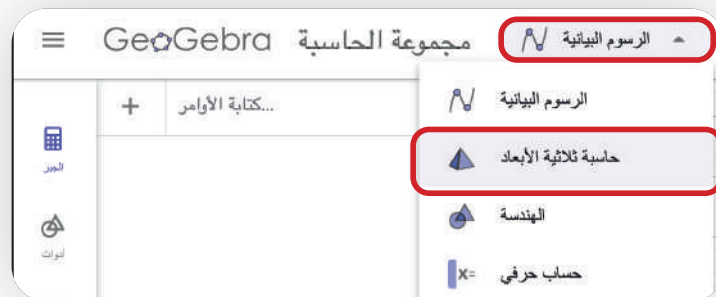 GeoGebra مجموعة الحاسبة الرسوم البيانية
+ كتابة الأوامر...
الرسوم البيانية
حاسبة ثلاثية الأبعاد
الهندسة
حساب حرفي x=
الجبر
أدوات